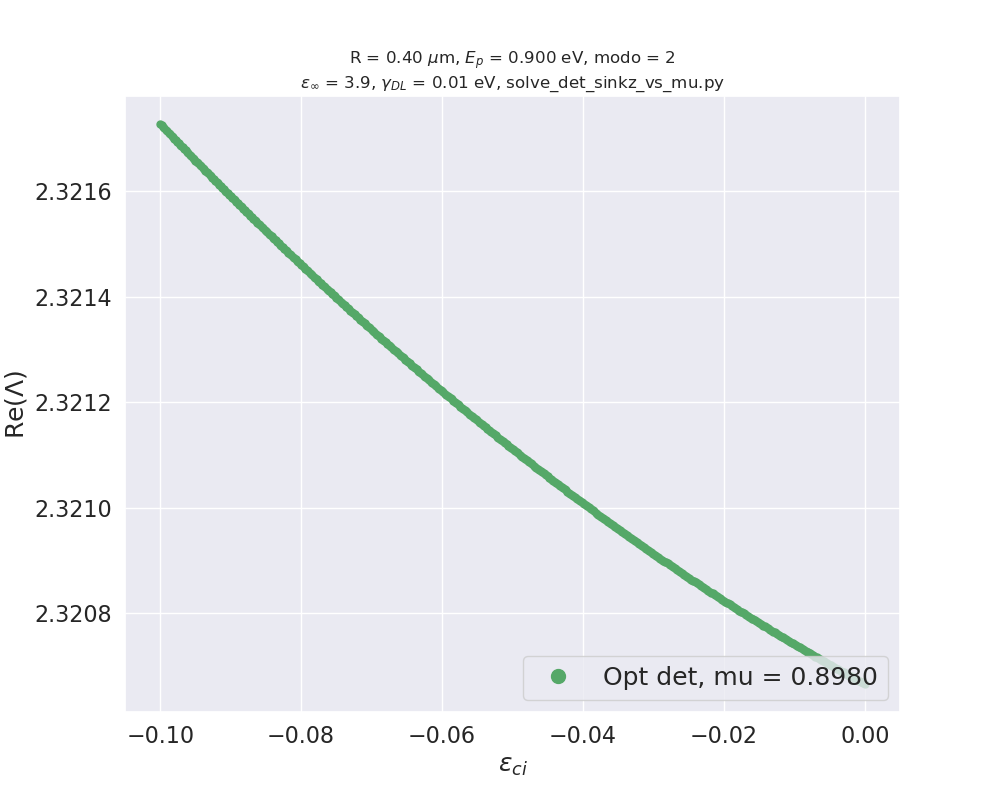 R = 0.40 μm, E_p = 0.900 eV, modo = 2
ε_∞ = 3.9, γ_DL = 0.01 eV, solve_det_sinkz_vs_mu.py
Re(Λ)
2.3216
2.3214
2.3212
2.3210
2.3208
Opt det, mu = 0.8980
−0.10
−0.08
−0.06
−0.04
−0.02
0.00
ε_ci